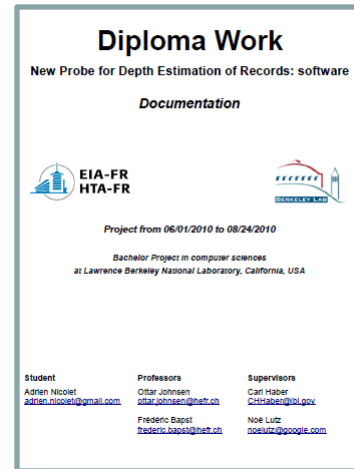 Diploma Work
New Probe for Depth Estimation of Records: software
Documentation
EIA-FR
HTA-FR
BERKELEY LAB
Project from 06/01/2010 to 08/24/2010
Bachelor Project in computer sciences
at Lawrence Berkeley National Laboratory, California, USA
Student Professors Supervisors
Adrien Nicolet Ottar Johnsen Carl Haber
adrien.nicolet@gmail.com ottar.johnsen@hefr.ch CHHaber@lbl.gov
Frédéric Bapst Noé Lutz
frederic.bapst@hefr.ch noelutz@google.com